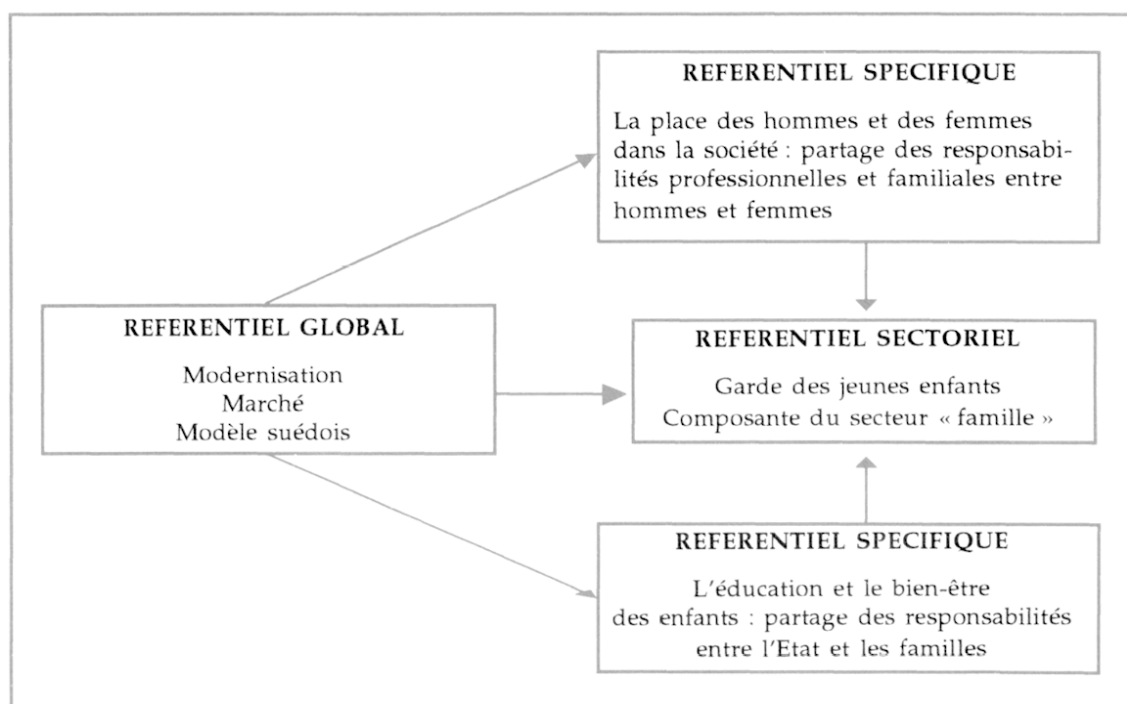 REFERENTIEL SPECIFIQUE
La place des hommes et des femmes
dans la société : partage des responsabi-
lités professionnelles et familiales entre
hommes et femmes
REFERENTIEL GLOBAL
Modernisation
Marché
Modèle suédois
REFERENTIEL SECTORIEL
Garde des jeunes enfants
Composante du secteur « famille »
REFERENTIEL SPECIFIQUE
L'éducation et le bien-être
des enfants : partage des responsabilités
entre l'Etat et les familles